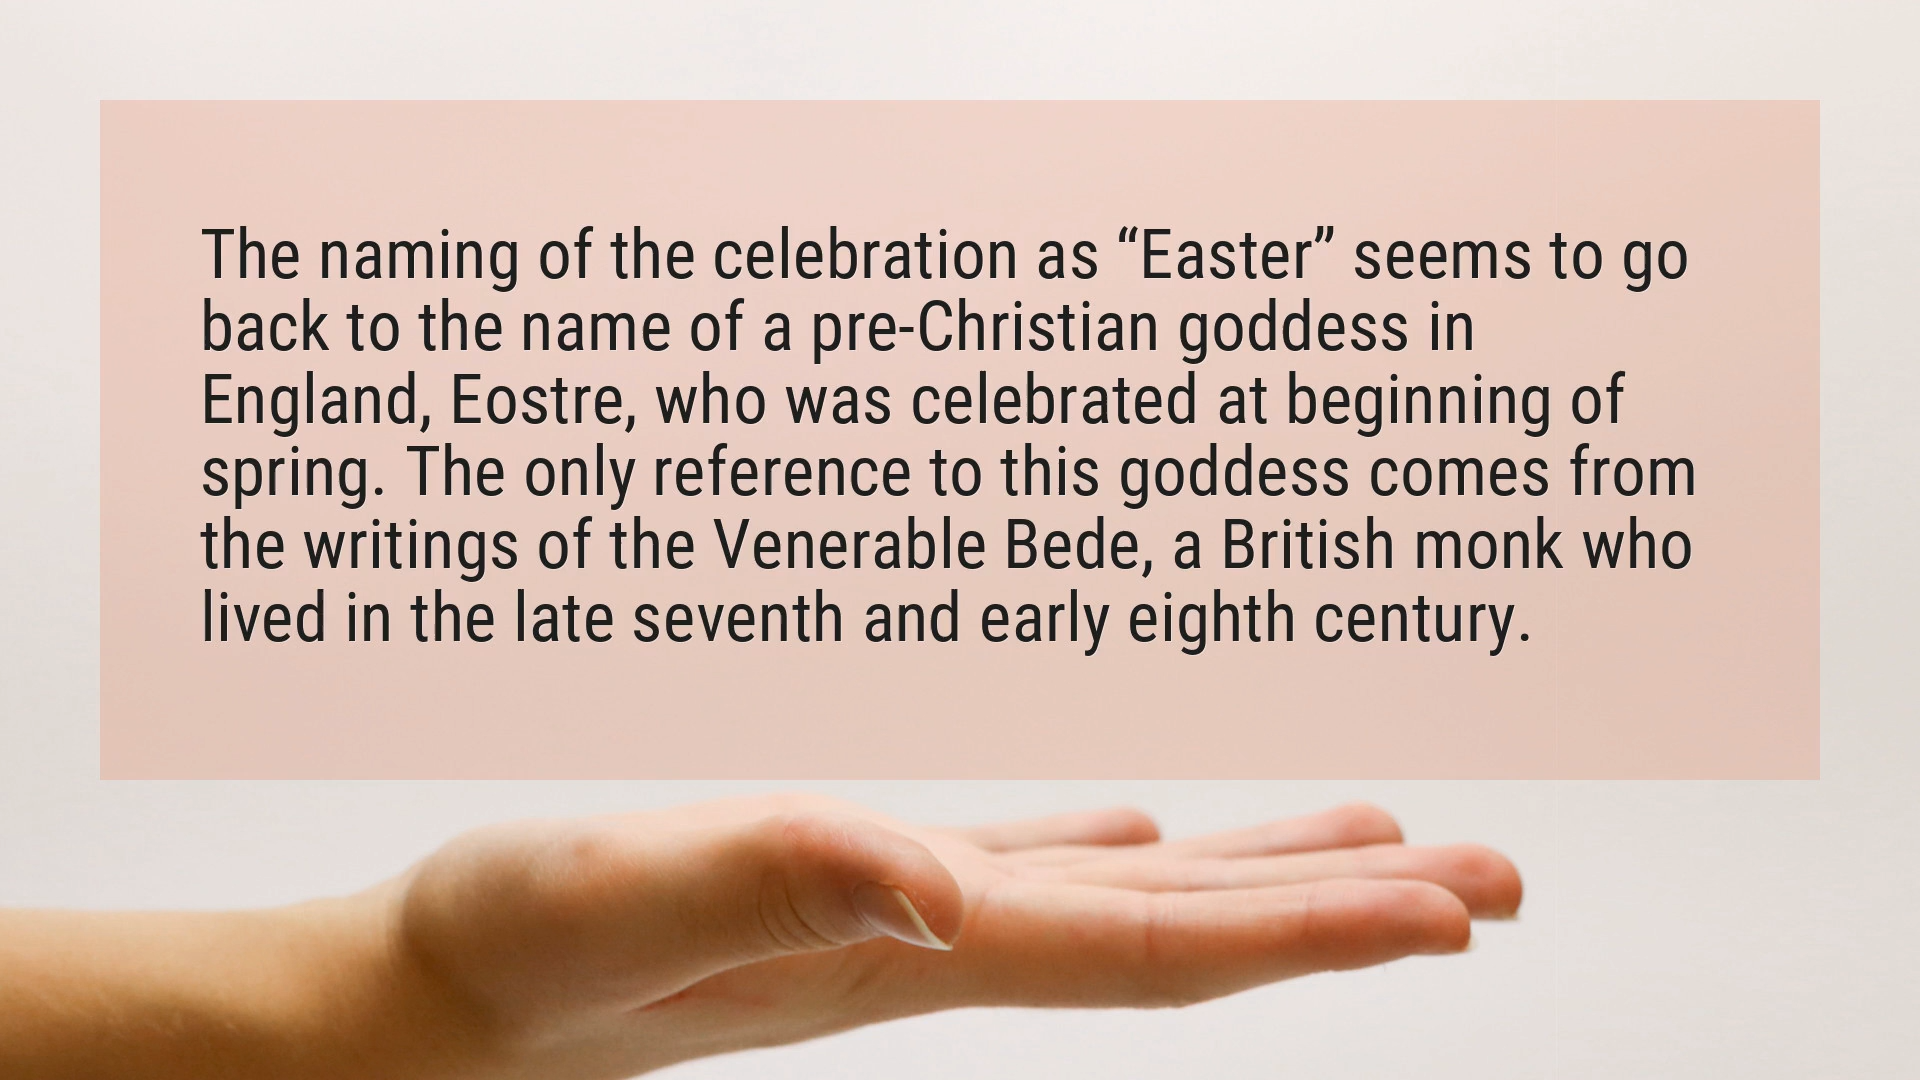 The naming of the celebration as “Easter” seems to go
back to the name of a pre-Christian goddess in
England, Eostre, who was celebrated at beginning of
spring. The only reference to this goddess comes from
the writings of the Venerable Bede, a British monk who
lived in the late seventh and early eighth century.